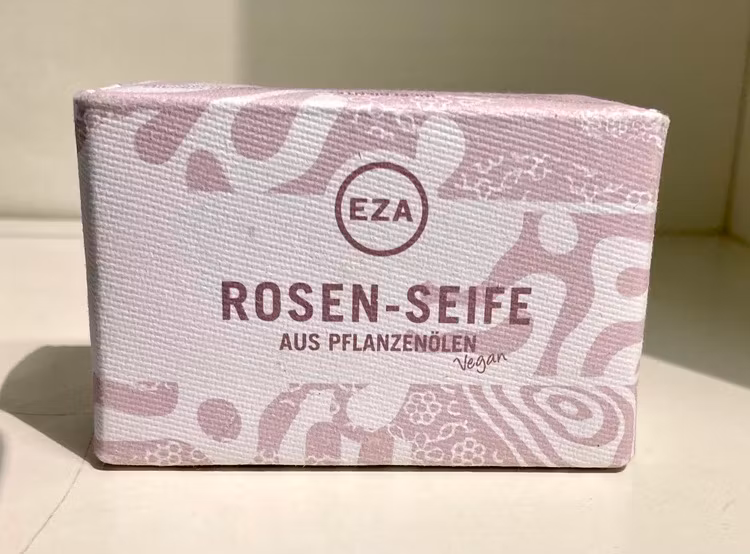 EZA
ROSEN-SEIFE
AUS PFLANZENÖLEN
Vegan